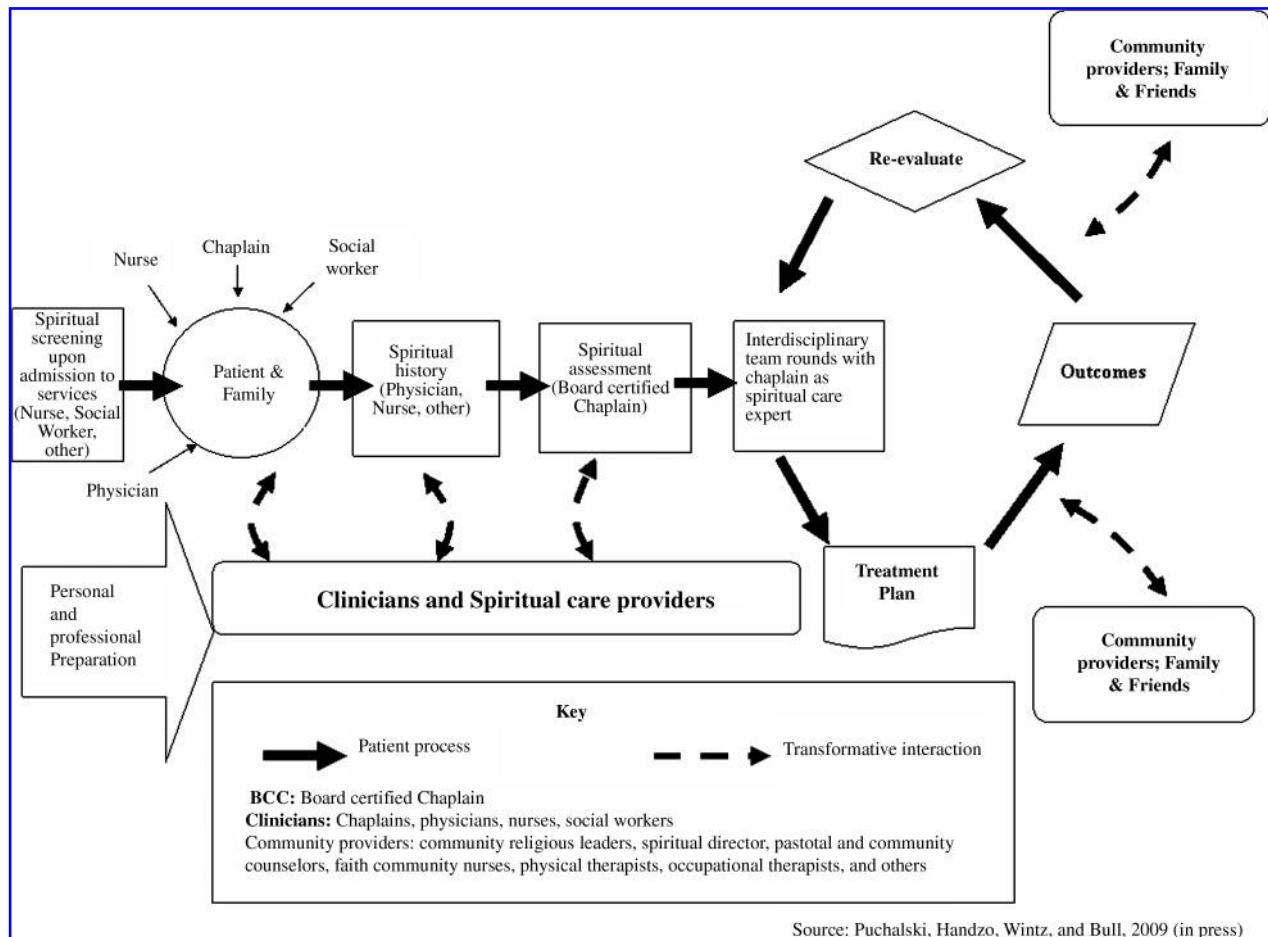 Community
providers; Family
& Friends
Re-evaluate
Nurse
Chaplain
Social
worker
Spiritual
screening
upon
admission to
services
(Nurse, Social
Worker,
other)
Patient &
Family
Spiritual
history
(Physician,
Nurse, other)
Spiritual
assessment
(Board certified
Chaplain)
Interdisciplinary
team rounds with
chaplain as
spiritual care
expert
Outcomes
Physician
Personal
and
professional
Preparation
Clinicians and Spiritual care providers
Treatment
Plan
Community
providers; Family
& Friends
Key
Patient process
Transformative interaction
BCC: Board certified Chaplain
Clinicians: Chaplains, physicians, nurses, social workers
Community providers: community religious leaders, spiritual director, pastotal and community
counselors, faith community nurses, physical therapists, occupational therapists, and others
Source: Puchalski, Handzo, Wintz, and Bull, 2009 (in press)